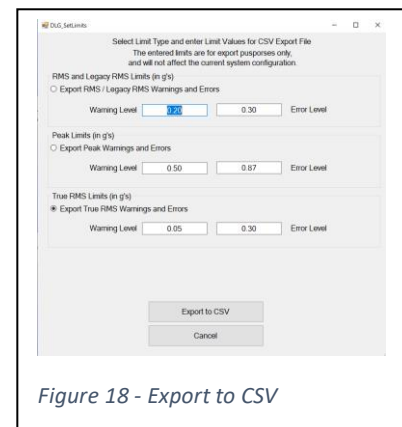 DLG_SetLimits
Select Limit Type and enter Limit Values for CSV Export File
The entered limits are for export pusporses only,
and will not affect the current system configuration.
RMS and Legacy RMS Limits (in g's)
Export RMS / Legacy RMS Warnings and Errors
Warning Level 0.20 0.30 Error Level
Peak Limits (in g's)
Export Peak Warnings and Errors
Warning Level 0.50 0.87 Error Level
True RMS Limits (in g's)
Export True RMS Warnings and Errors
Warning Level 0.05 0.30 Error Level
Export to CSV
Cancel
Figure 18 - Export to CSV